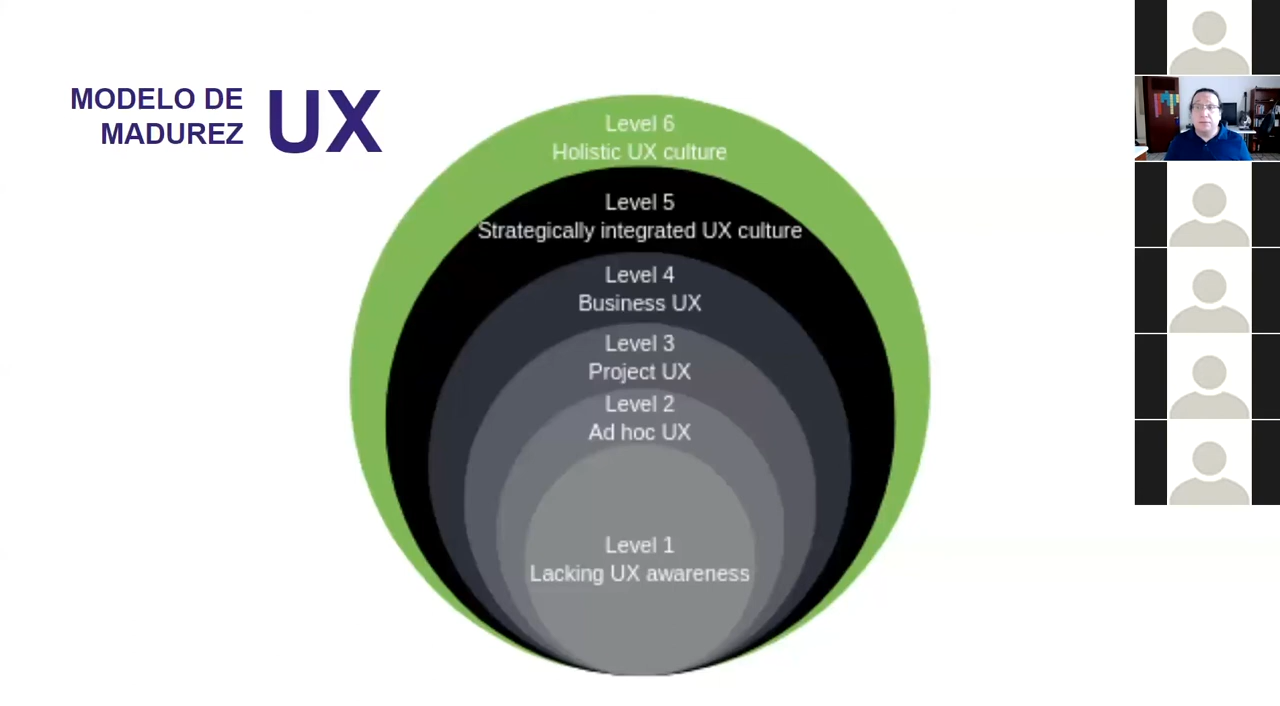 MODELO DE
MADUREZ
UX
Level 6
Holistic UX culture
Level 5
Strategically integrated UX culture
Level 4
Business UX
Level 3
Project UX
Level 2
Ad hoc UX
Level 1
Lacking UX awareness